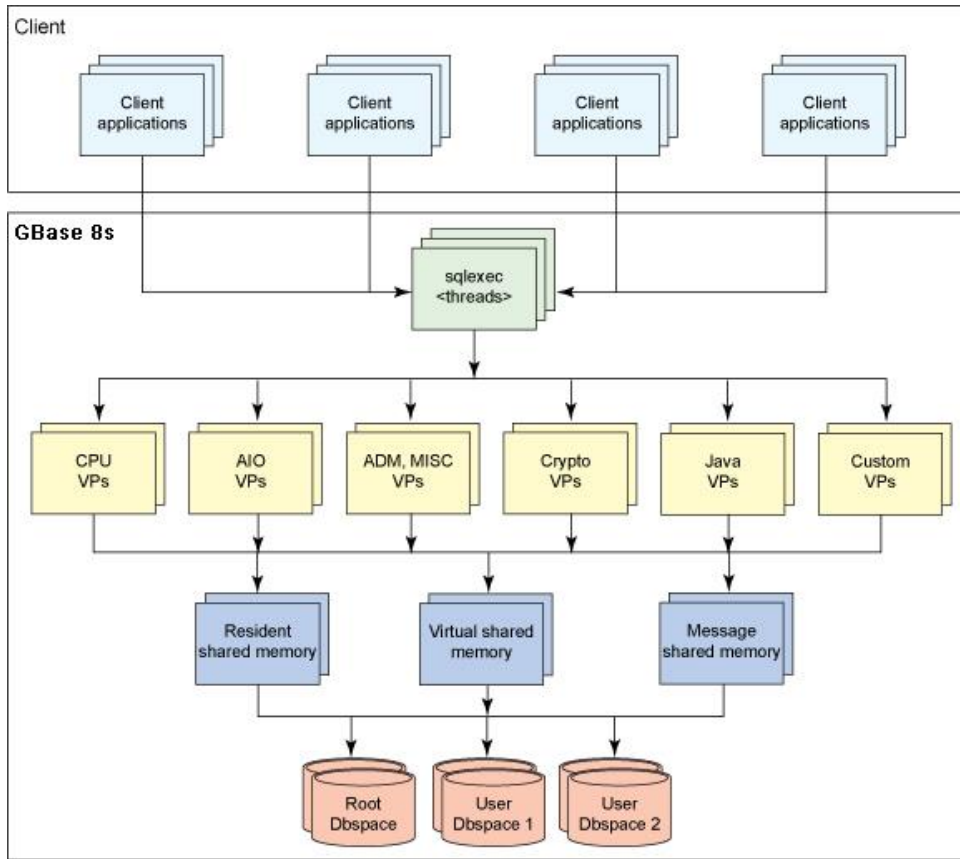 Client
Client
applications
Client
applications
Client
applications
Client
applications
GBase 8s
sqlexec
<threads>
CPU
VPs
AIO
VPs
ADM, MISC
VPs
Crypto
VPs
Java
VPs
Custom
VPs
Resident
shared memory
Virtual shared
memory
Message
shared memory
Root
Dbspace
User
Dbspace 1
User
Dbspace 2